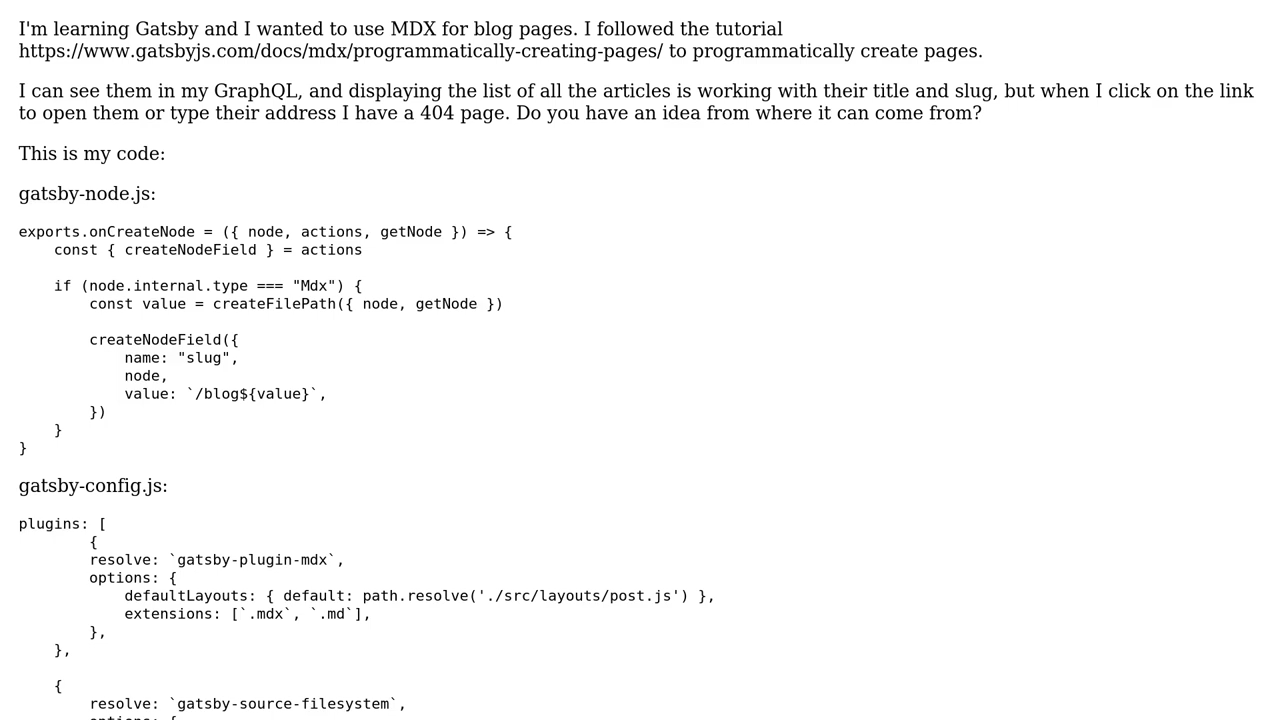 I'm learning Gatsby and I wanted to use MDX for blog pages. I followed the tutorial
https://www.gatsbyjs.com/docs/mdx/programmatically-creating-pages/ to programmatically create pages.
I can see them in my GraphQL, and displaying the list of all the articles is working with their title and slug, but when I click on the link
to open them or type their address I have a 404 page. Do you have an idea from where it can come from?
This is my code:
gatsby-node.js:
exports.onCreateNode = ({ node, actions, getNode }) => {
    const { createNodeField } = actions
    if (node.internal.type === "Mdx") {
        const value = createFilePath({ node, getNode })
        createNodeField({
            name: "slug",
            node,
            value: `/blog${value}`,
        })
    }
}
gatsby-config.js:
plugins: [
        {
        resolve: `gatsby-plugin-mdx`,
        options: {
            defaultLayouts: { default: path.resolve('./src/layouts/post.js') },
            extensions: [`.mdx`, `.md`],
        },
    },
    {
        resolve: `gatsby-source-filesystem`,
        options: {